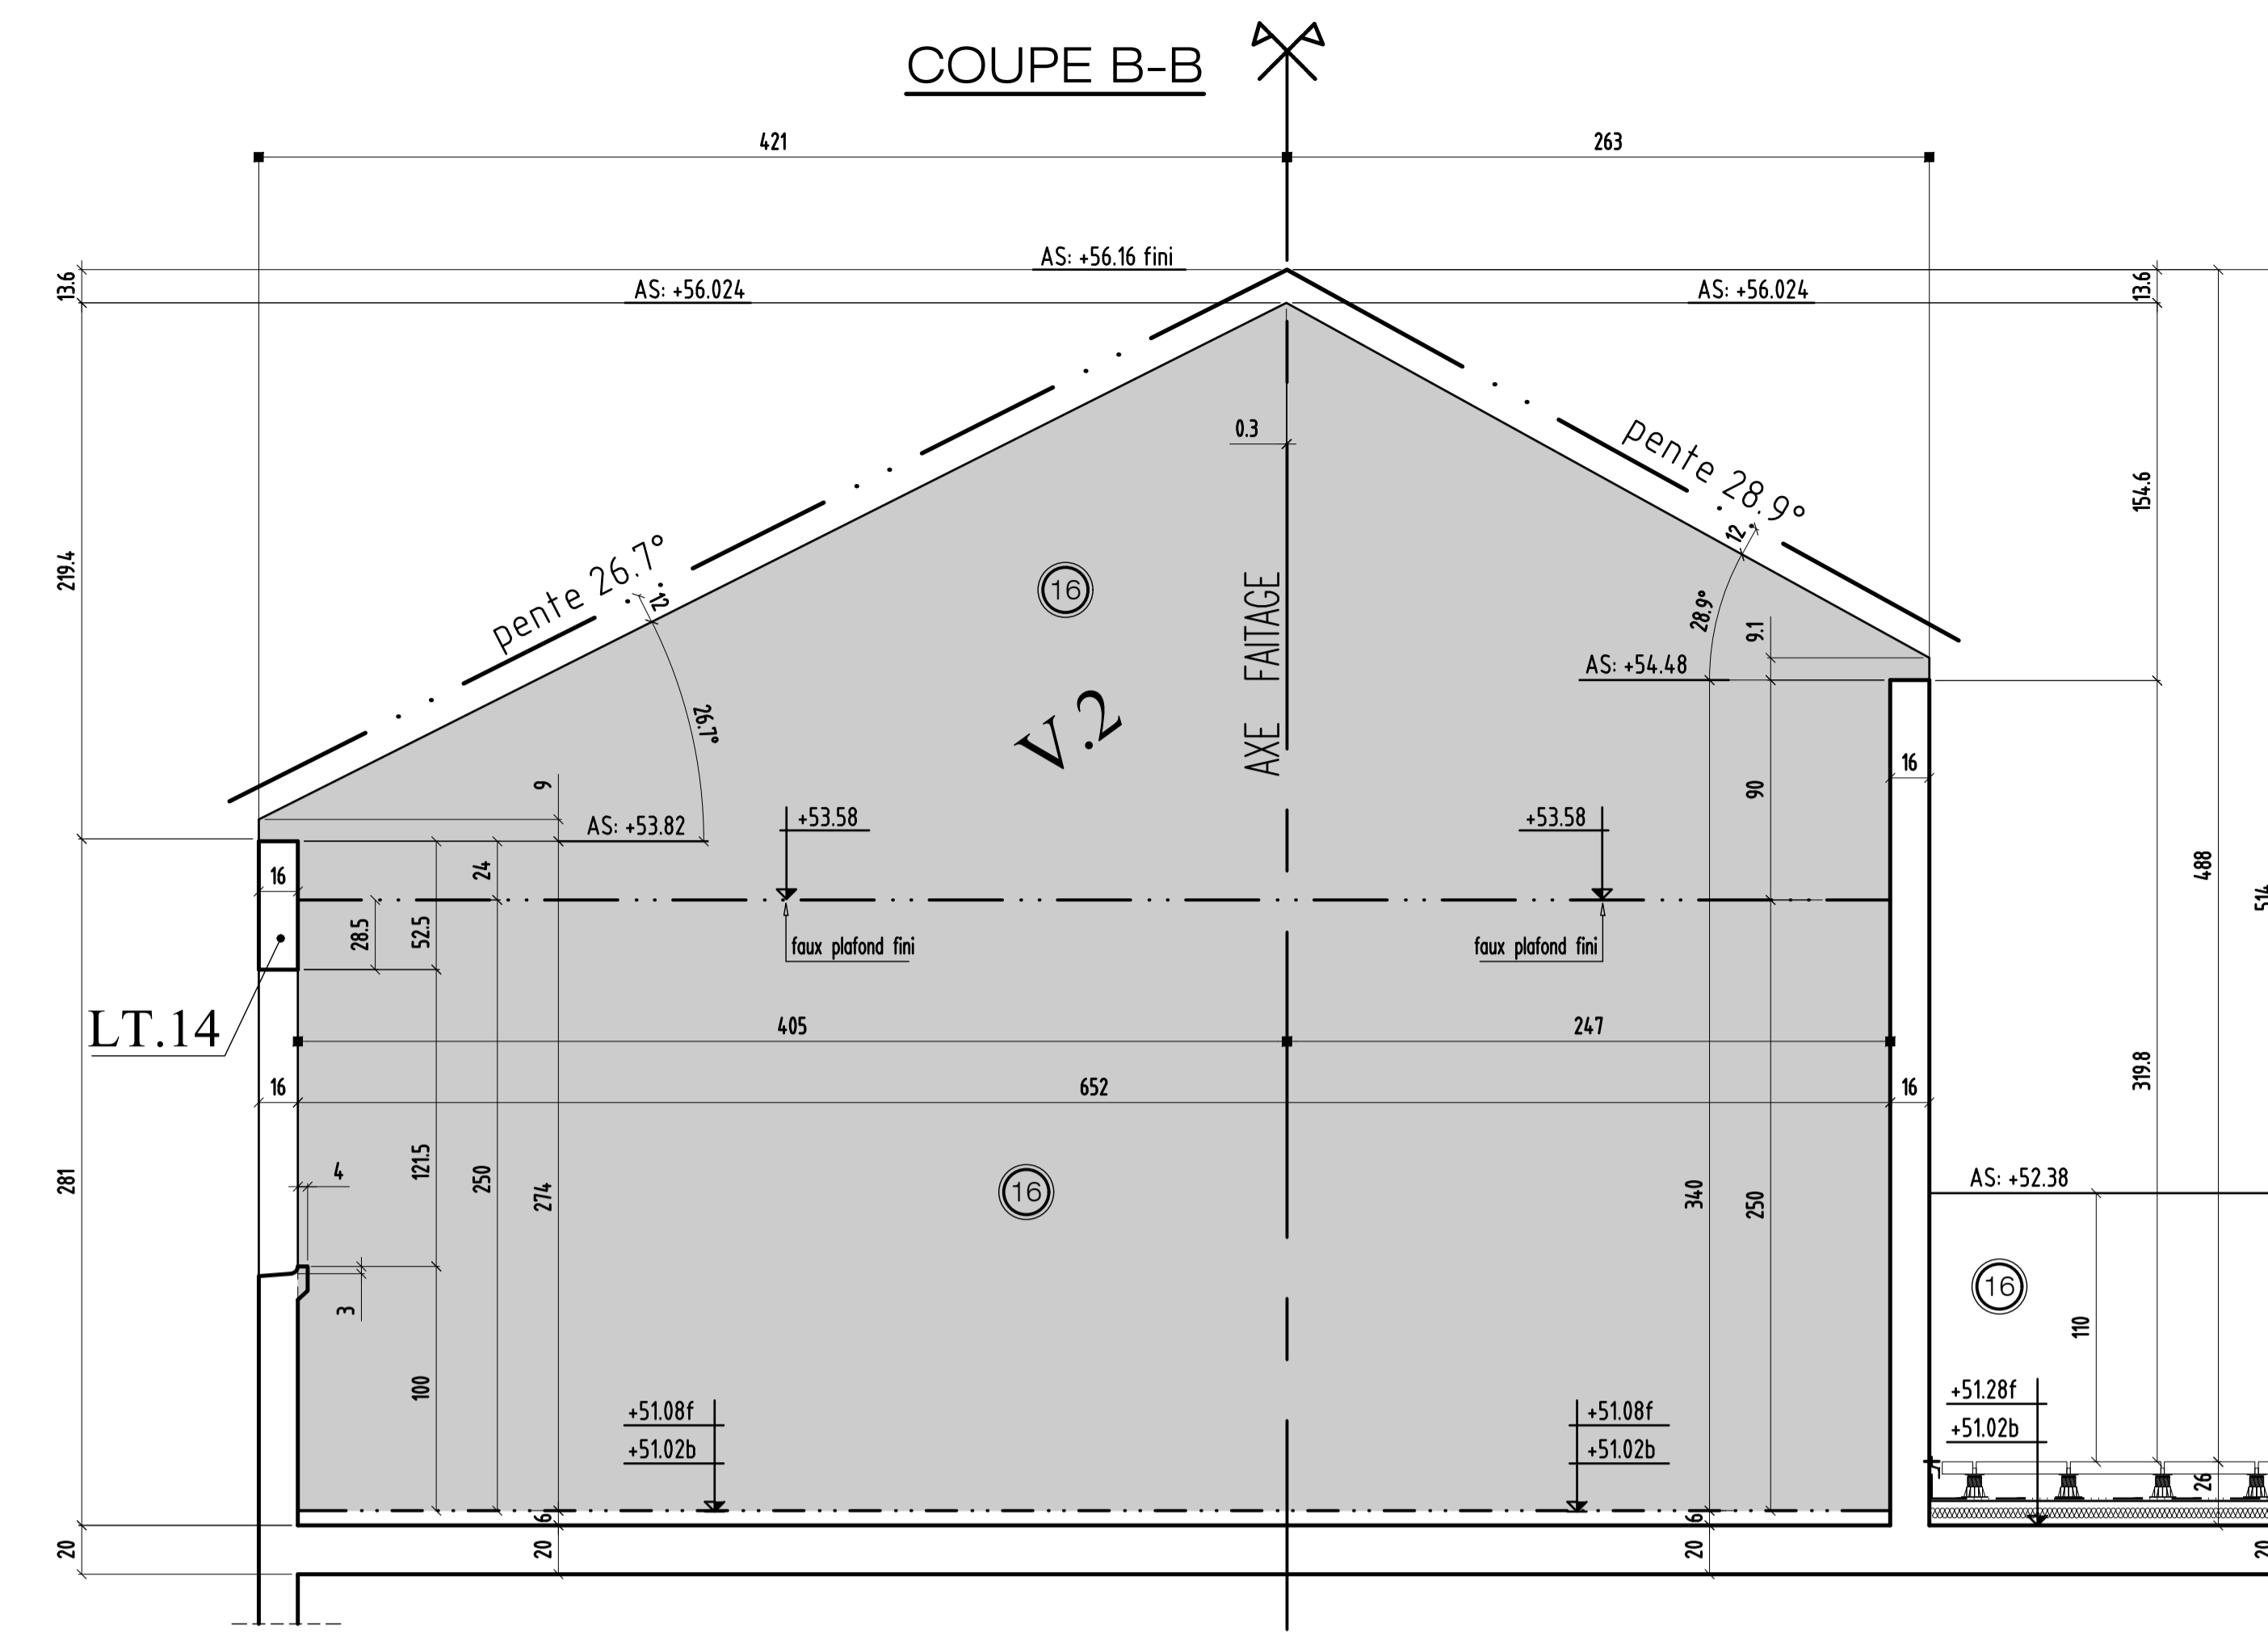 COUPE B-B
421
263
AS: +56.16 fini
13.6
AS: +56.024
AS: +56.024
13.6
0.3
pente 26.7°
12
26.7°
pente 28.9°
12
28.9°
219.4
154.6
16
AXE FAITAGE
V.2
9.1
AS: +54.48
9
AS: +53.82
+53.58
+53.58
16
90
488
514
16
24
28.5
52.5
faux plafond fini
faux plafond fini
LT.14
405
247
16
652
16
319.8
281
4
121.5
250
274
16
340
250
AS: +52.38
16
110
3
100
+51.08f
+51.02b
+51.08f
+51.02b
+51.28f
+51.02b
26
6
6
20
20
20
20